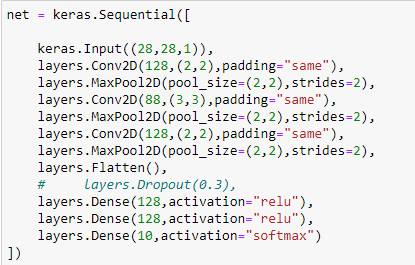 net = keras.Sequential([
keras.Input((28,28,1)),
layers.Conv2D(128,(2,2),padding="same"),
layers.MaxPool2D(pool_size=(2,2),strides=2),
layers.Conv2D(88,(3,3),padding="same"),
layers.MaxPool2D(pool_size=(2,2),strides=2),
layers.Conv2D(128,(2,2),padding="same"),
layers.MaxPool2D(pool_size=(2,2),strides=2),
layers.Flatten(),
#     layers.Dropout(0.3),
layers.Dense(128,activation="relu"),
layers.Dense(128,activation="relu"),
layers.Dense(10,activation="softmax")
])